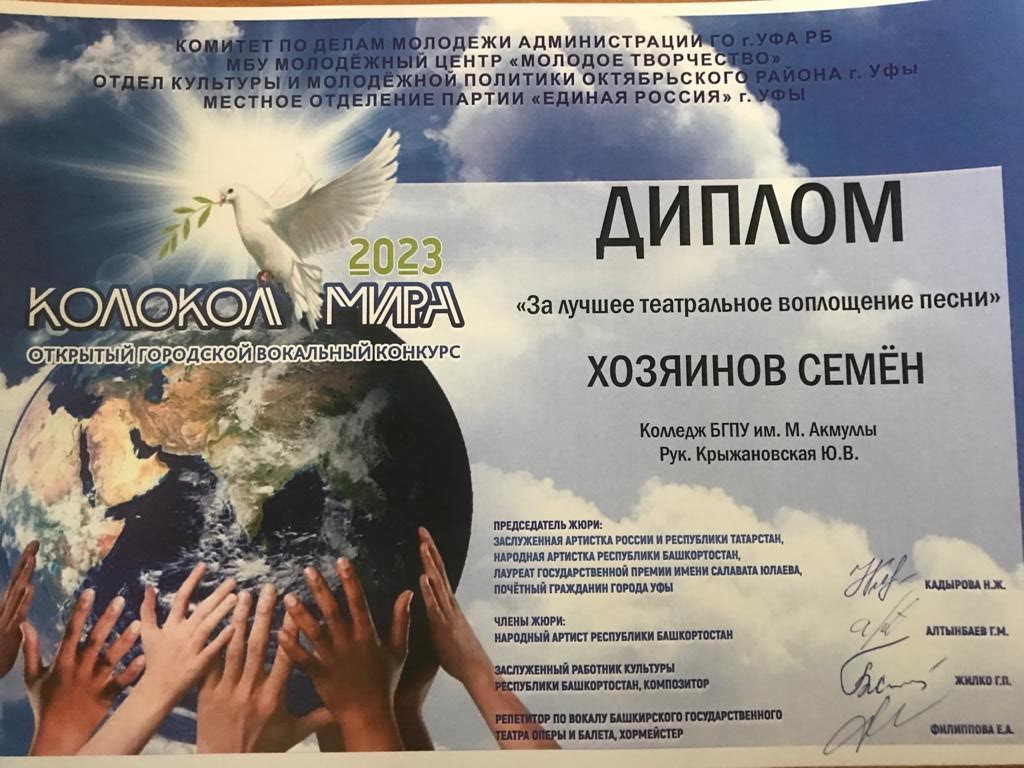 КОМИТЕТ ПО ДЕЛАМ МОЛОДЕЖИ АДМИНИСТРАЦИИ ГО г.УФА РБ
МБУ МОЛОДЁЖНЫЙ ЦЕНТР «МОЛОДОЕ ТВОРЧЕСТВО»
ОТДЕЛ КУЛЬТУРЫ И МОЛОДЁЖНОЙ ПОЛИТИКИ ОКТЯБРЬСКОГО РАЙОНА г. Уфы
МЕСТНОЕ ОТДЕЛЕНИЕ ПАРТИИ «ЕДИНАЯ РОССИЯ» г. УФЫ
2023
КОЛОКОЛ МИРА
ОТКРЫТЫЙ ГОРОДСКОЙ ВОКАЛЬНЫЙ КОНКУРС
ДИПЛОМ
«За лучшее театральное воплощение песни»
ХОЗЯИНОВ СЕМЁН
Колледж БГПУ им. М. Акмуллы
Рук. Крыжановская Ю.В.
ПРЕДСЕДАТЕЛЬ ЖЮРИ:
ЗАСЛУЖЕННАЯ АРТИСТКА РОССИИ И РЕСПУБЛИКИ ТАТАРСТАН,
НАРОДНАЯ АРТИСТКА РЕСПУБЛИКИ БАШКОРТОСТАН,
ЛАУРЕАТ ГОСУДАРСТВЕННОЙ ПРЕМИИ ИМЕНИ САЛАВАТА ЮЛАЕВА,
ПОЧЁТНЫЙ ГРАЖДАНИН ГОРОДА УФЫ
КАДЫРОВА Н.Ж.
ЧЛЕНЫ ЖЮРИ:
НАРОДНЫЙ АРТИСТ РЕСПУБЛИКИ БАШКОРТОСТАН
АЛТЫНБАЕВ Г.М.
ЗАСЛУЖЕННЫЙ РАБОТНИК КУЛЬТУРЫ
РЕСПУБЛИКИ БАШКОРТОСТАН, КОМПОЗИТОР
ЖИЛКО Г.П.
РЕПЕТИТОР ПО ВОКАЛУ БАШКИРСКОГО ГОСУДАРСТВЕННОГО
ТЕАТРА ОПЕРЫ И БАЛЕТА, ХОРМЕЙСТЕР
ФИЛИППОВА Е.А.